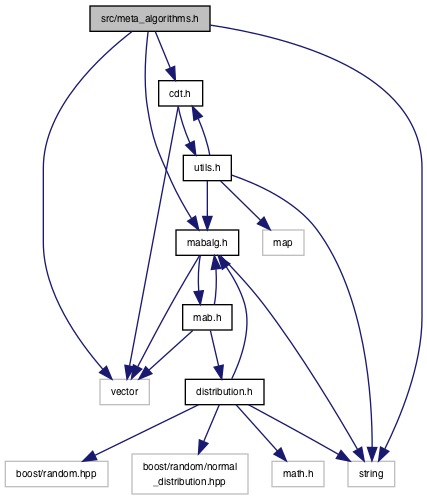 src/meta_algorithms.h
cdt.h
utils.h
mabalg.h
map
mab.h
vector
distribution.h
boost/random.hpp
boost/random/normal
_distribution.hpp
math.h
string